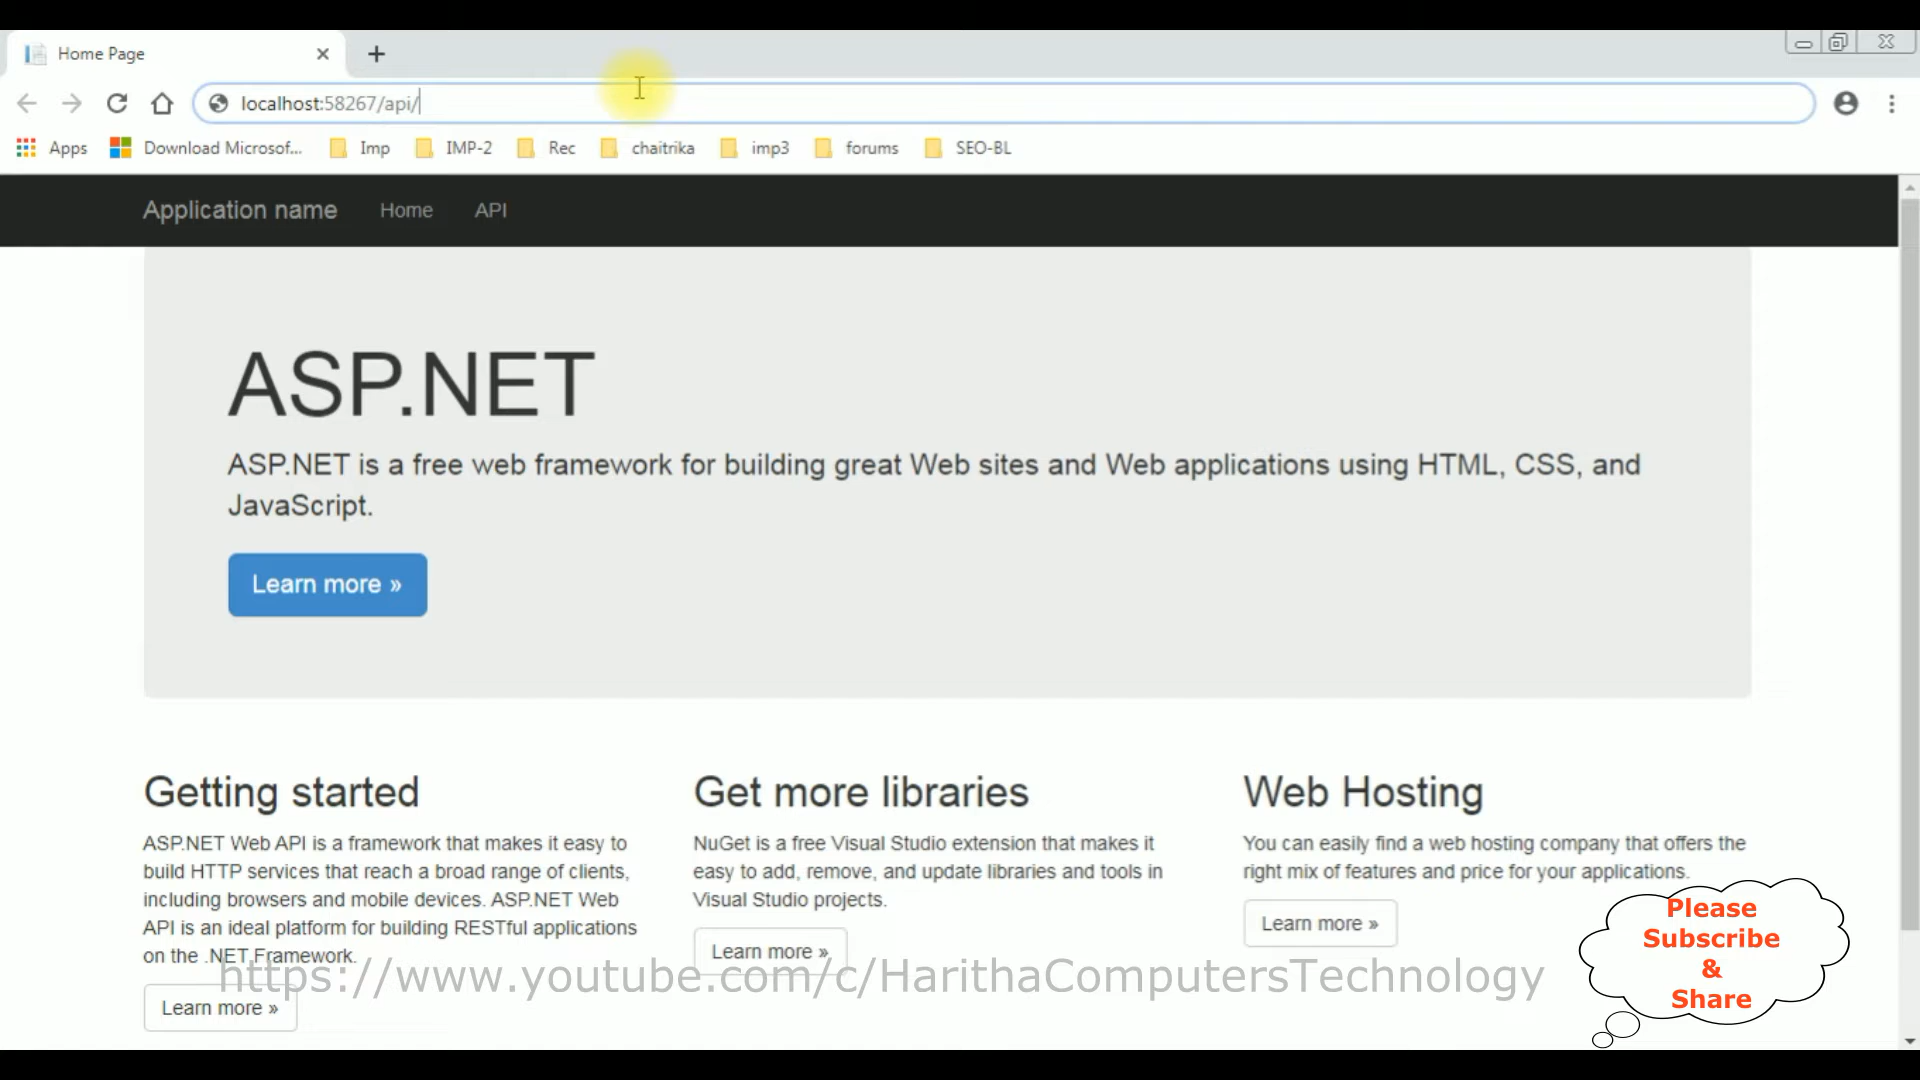 Home Page
localhost:58267/api/
Apps Download Microsof... Imp IMP-2 Rec chaitrika imp3 forums SEO-BL
Application name Home API
ASP.NET
ASP.NET is a free web framework for building great Web sites and Web applications using HTML, CSS, and
JavaScript.
Learn more »
Getting started
ASP.NET Web API is a framework that makes it easy to
build HTTP services that reach a broad range of clients,
including browsers and mobile devices. ASP.NET Web
API is an ideal platform for building RESTful applications
on the .NET Framework.
Learn more »
Get more libraries
NuGet is a free Visual Studio extension that makes it
easy to add, remove, and update libraries and tools in
Visual Studio projects.
Learn more »
Web Hosting
You can easily find a web hosting company that offers the
right mix of features and price for your applications.
Learn more »
https://www.youtube.com/c/HarithaComputersTechnology
Please
Subscribe
&
Share